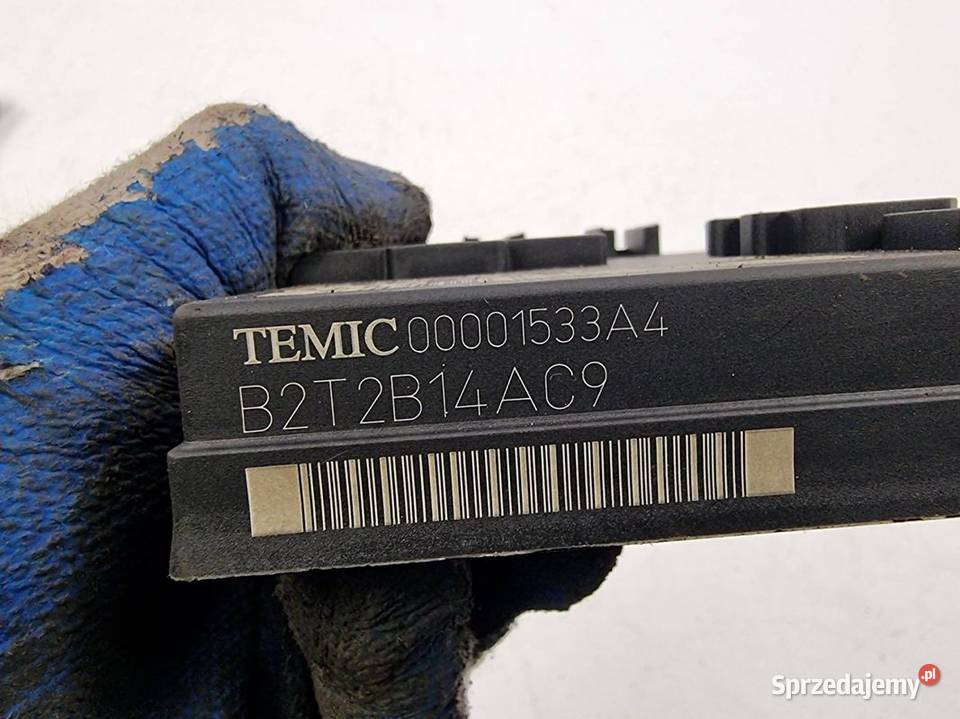 TEMIC 00001533A4
B2T2B14AC9
Sprzedajemy.pl